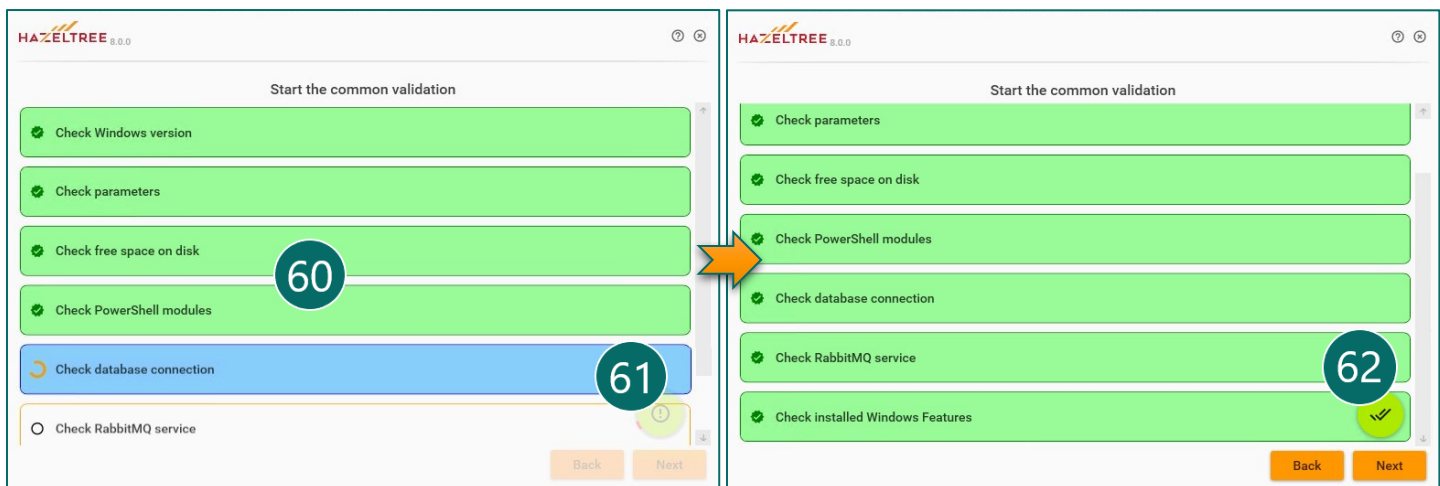 HAZELTREE 8.0.0
Start the common validation
Check Windows version
Check parameters
Check free space on disk
60
Check PowerShell modules
Check database connection
61
Check RabbitMQ service
Back Next
HAZELTREE 8.0.0
Start the common validation
Check parameters
Check free space on disk
Check PowerShell modules
Check database connection
Check RabbitMQ service
62
Check installed Windows Features
Back Next